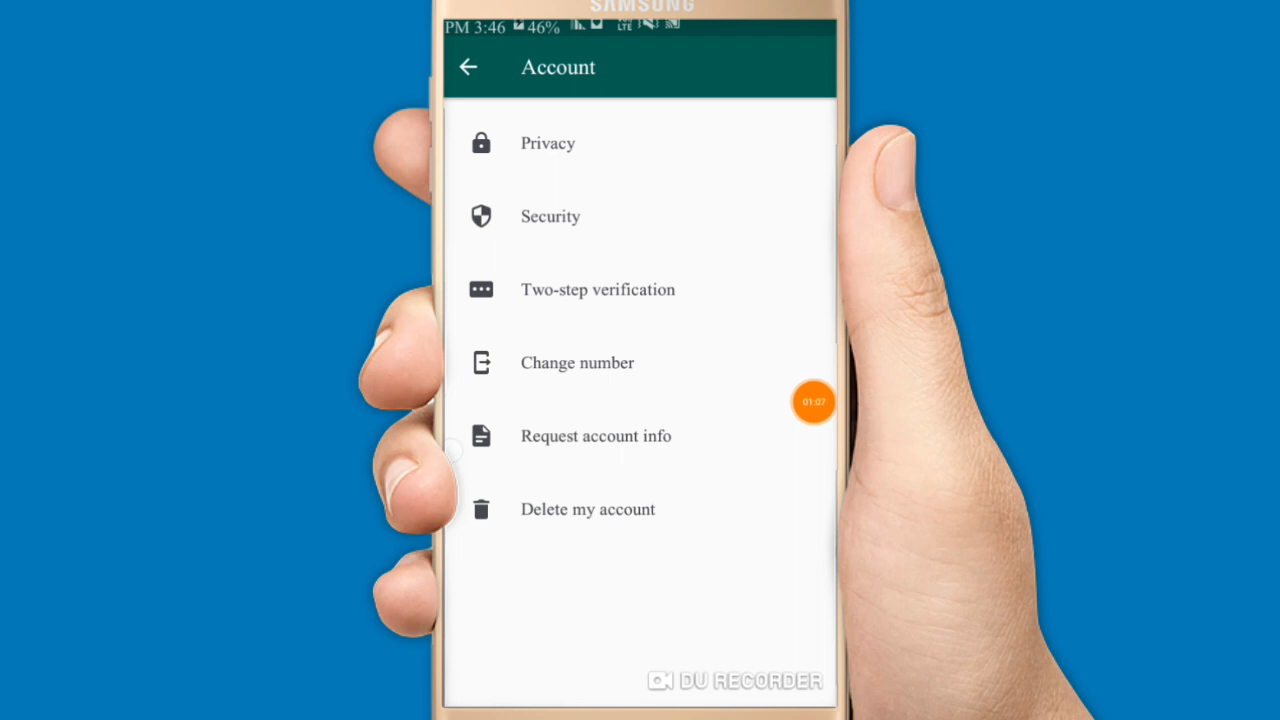 SAMSUNG
PM 3:46 46% LTE
Account
Privacy
Security
Two-step verification
Change number
01:07
Request account info
Delete my account
DU RECORDER